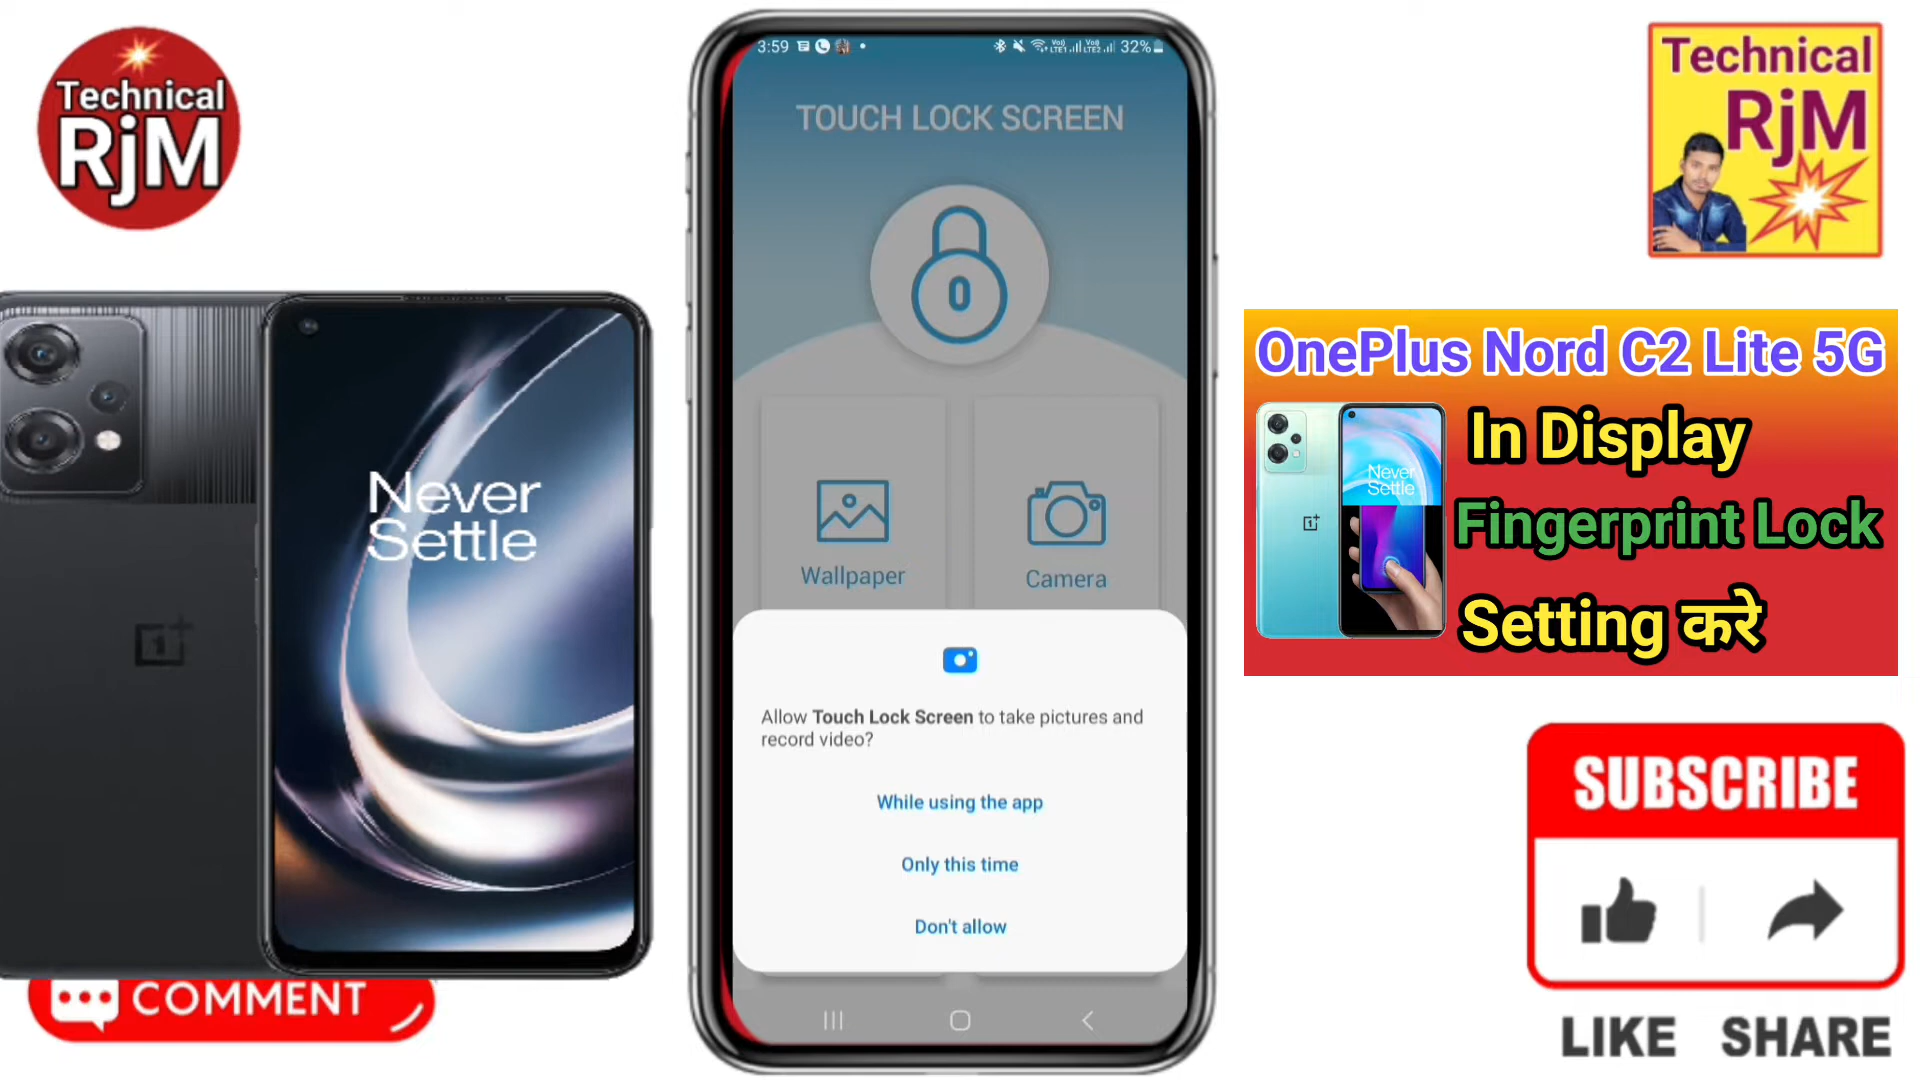 Technical
RjM
Never
Settle
COMMENT
3:59
32%
TOUCH LOCK SCREEN
Wallpaper
Camera
Allow Touch Lock Screen to take pictures and
record video?
While using the app
Only this time
Don't allow
Technical
RjM
OnePlus Nord C2 Lite 5G
In Display
Fingerprint Lock
Setting करे
Never
Settle
SUBSCRIBE
LIKE SHARE